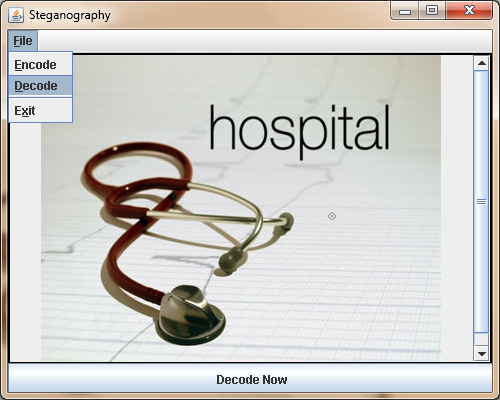 Steganography
File
Encode
Decode
Exit
hospital
Decode Now